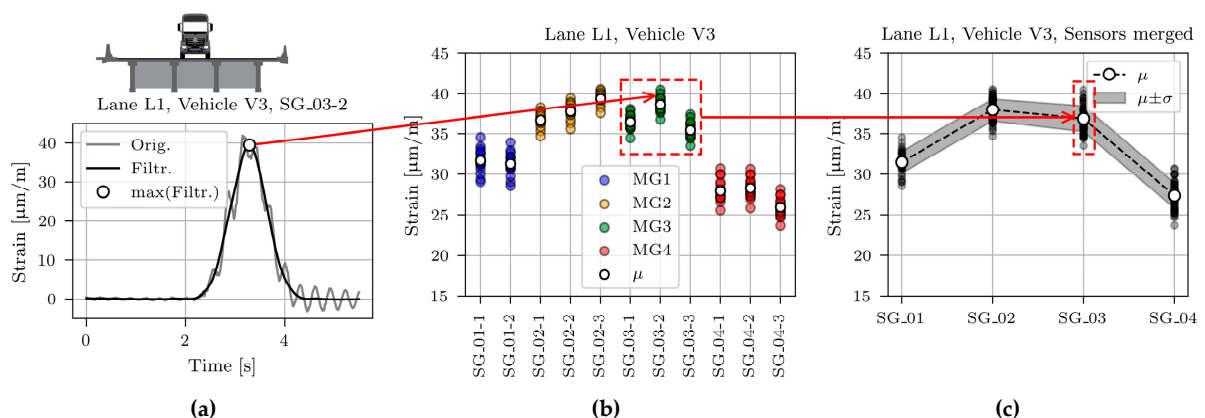 Lane L1, Vehicle V3, SG_03-2
Strain [µm/m]
40
30
20
10
0
Orig.
Filtr.
max(Filtr.)
0
2
4
Time [s]
(a)
Lane L1, Vehicle V3
Strain [µm/m]
45
40
35
30
25
20
15
MG1
MG2
MG3
MG4
µ
SG_01-1
SG_01-2
SG_02-1
SG_02-2
SG_02-3
SG_03-1
SG_03-2
SG_03-3
SG_04-1
SG_04-2
SG_04-3
(b)
Lane L1, Vehicle V3, Sensors merged
Strain [µm/m]
45
40
35
30
25
20
15
µ
µ±σ
SG_01
SG_02
SG_03
SG_04
(c)